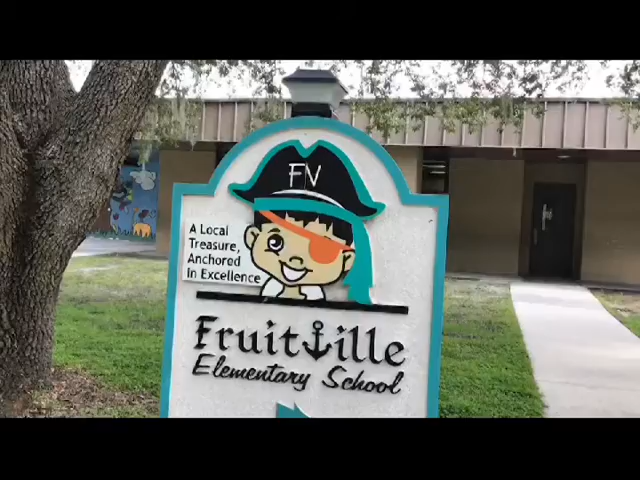 FV
A Local
Treasure,
Anchored
In Excellence
Fruitville
Elementary School